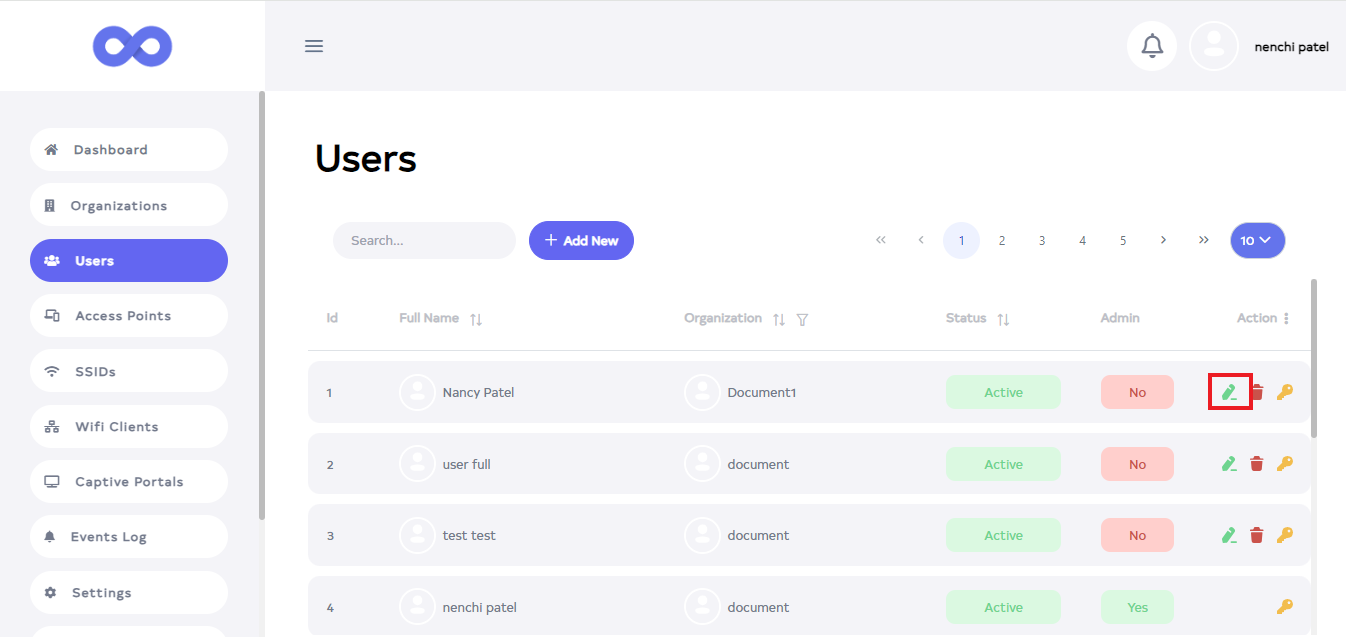 nenchi patel
Dashboard
Organizations
Users
Access Points
SSIDs
Wifi Clients
Captive Portals
Events Log
Settings
Users
Search... + Add New « ‹ 1 2 3 4 5 › » 10
Id Full Name Organization Status Admin Action
1 Nancy Patel Document1 Active No
2 user full document Active No
3 test test document Active No
4 nenchi patel document Active Yes